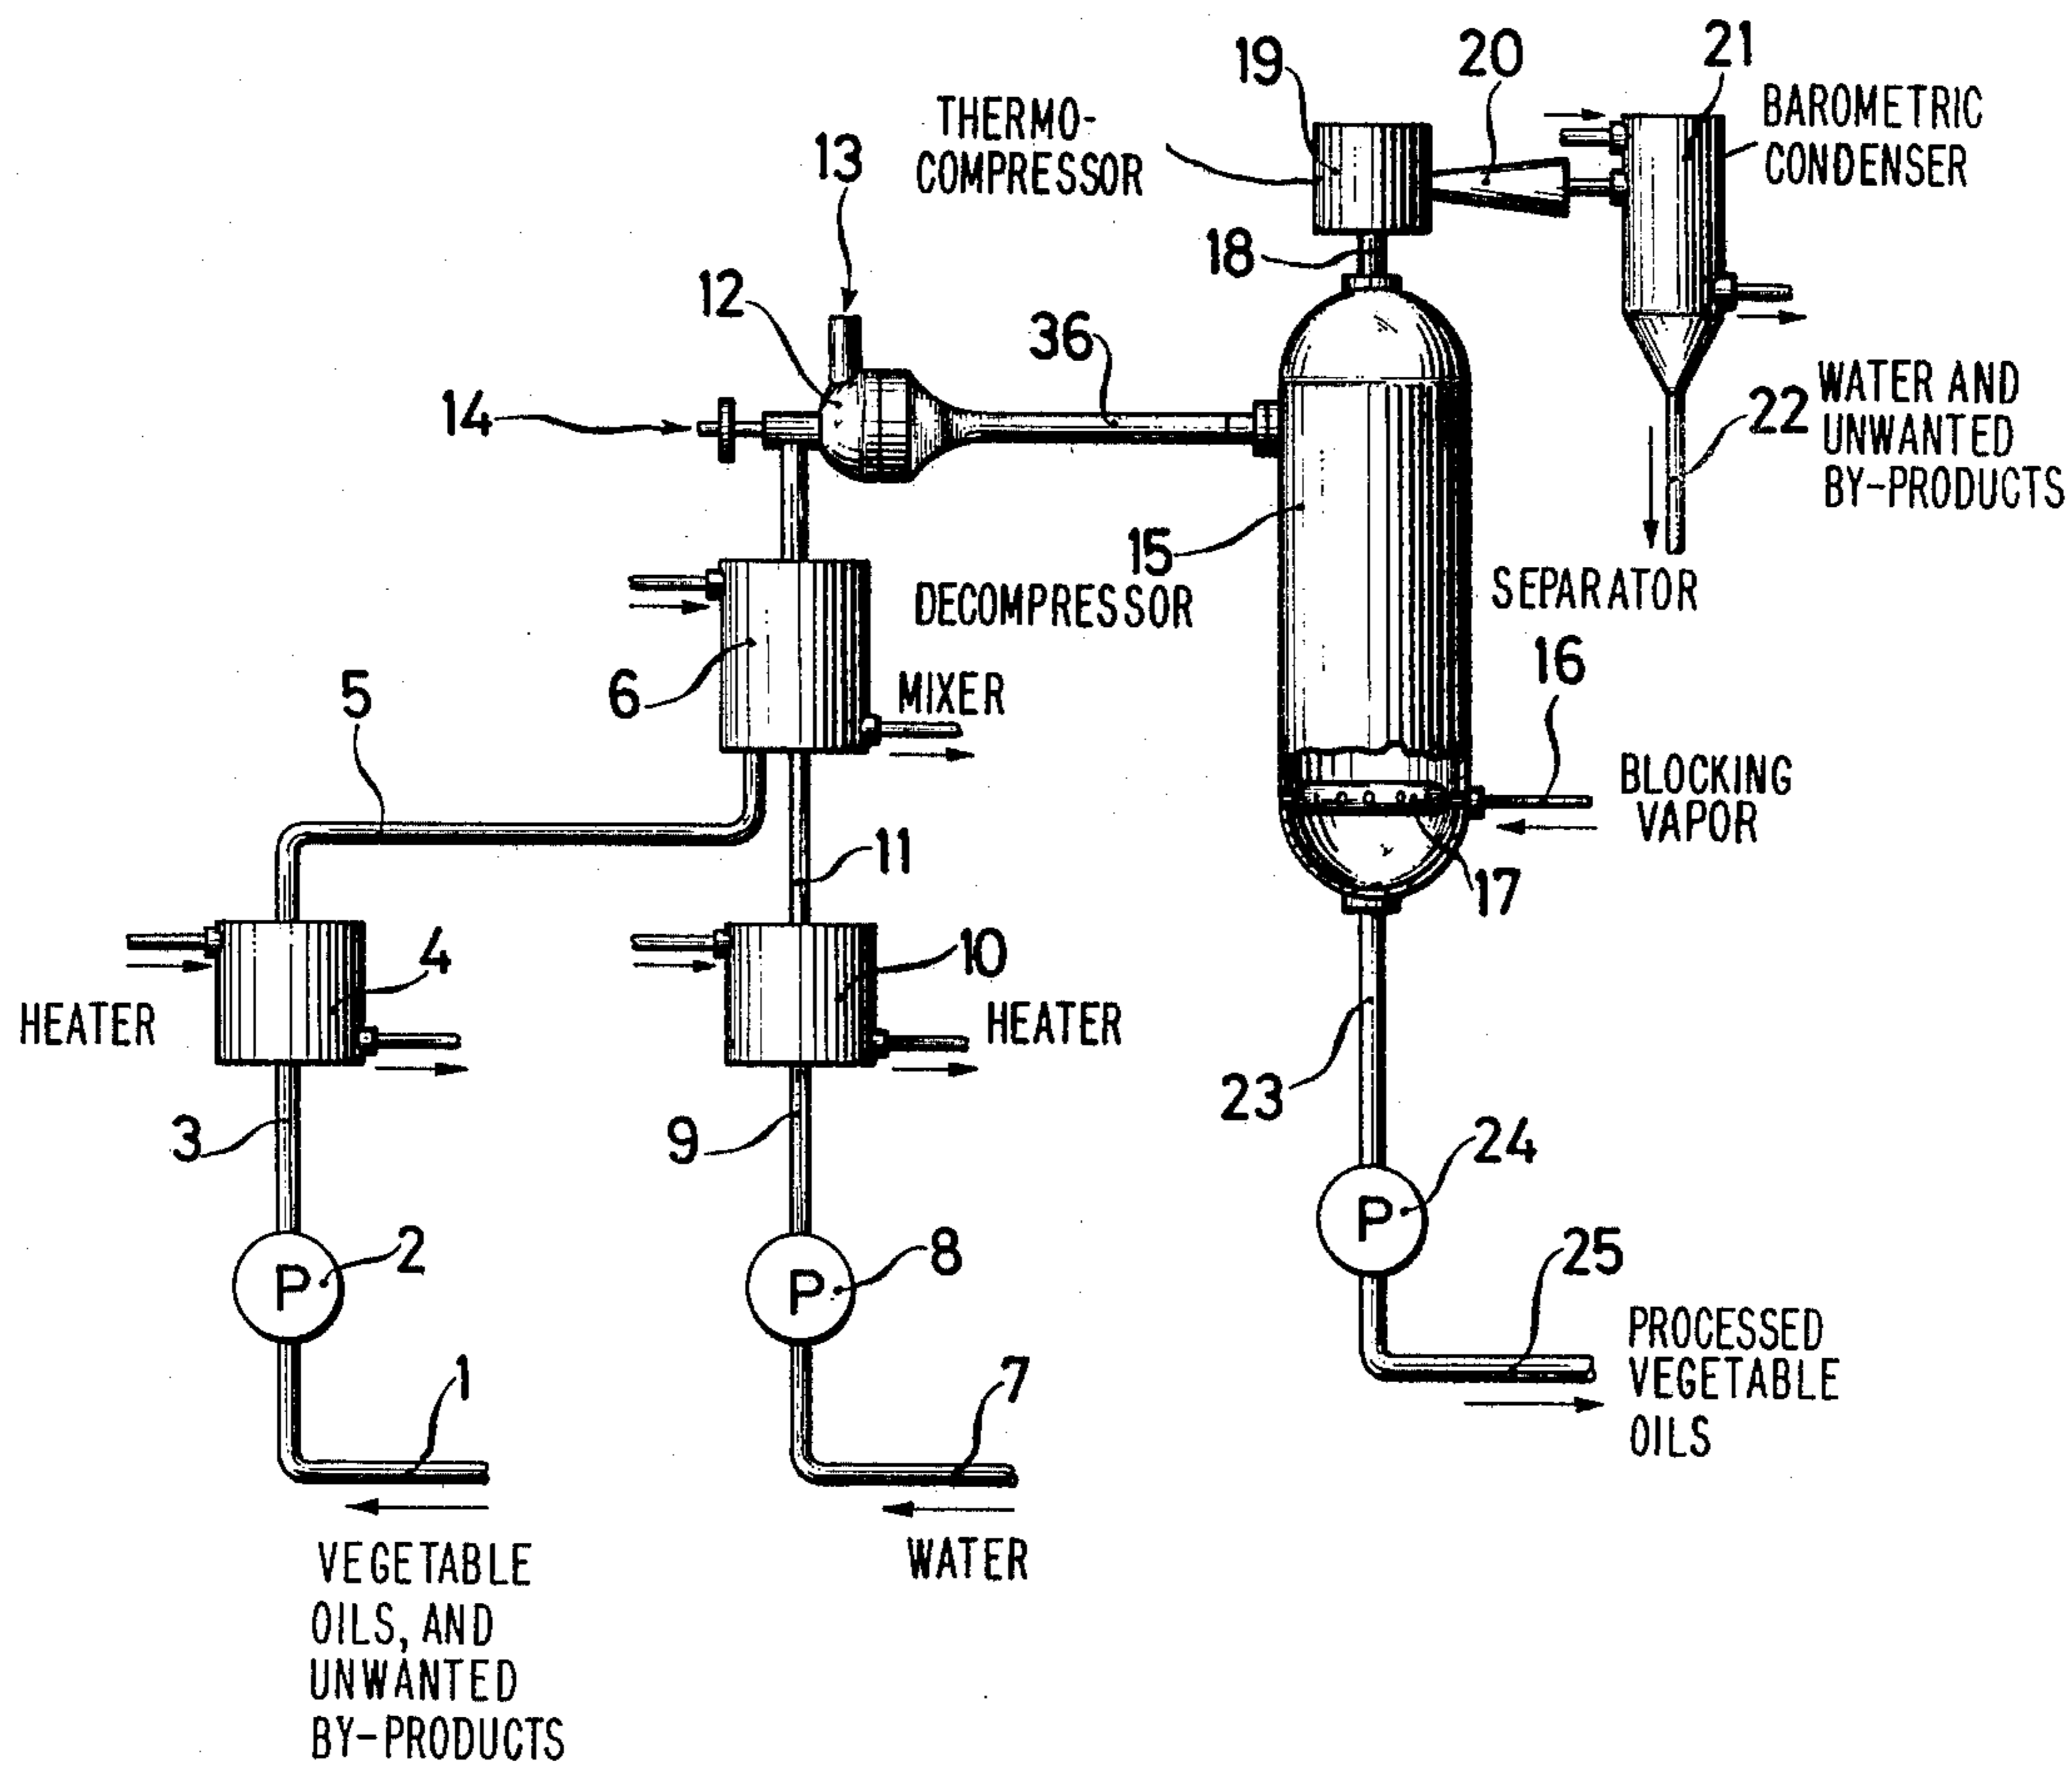 19
20
21
THERMO-
COMPRESSOR
BAROMETRIC
CONDENSER
13
18
12
36
14
22
WATER AND
UNWANTED
BY-PRODUCTS
15
DECOMPRESSOR
SEPARATOR
6
MIXER
16
5
BLOCKING
VAPOR
11
17
4
10
HEATER
HEATER
23
3
9
24
P
2
P
8
P
25
PROCESSED
VEGETABLE
OILS
1
7
WATER
VEGETABLE
OILS, AND
UNWANTED
BY-PRODUCTS